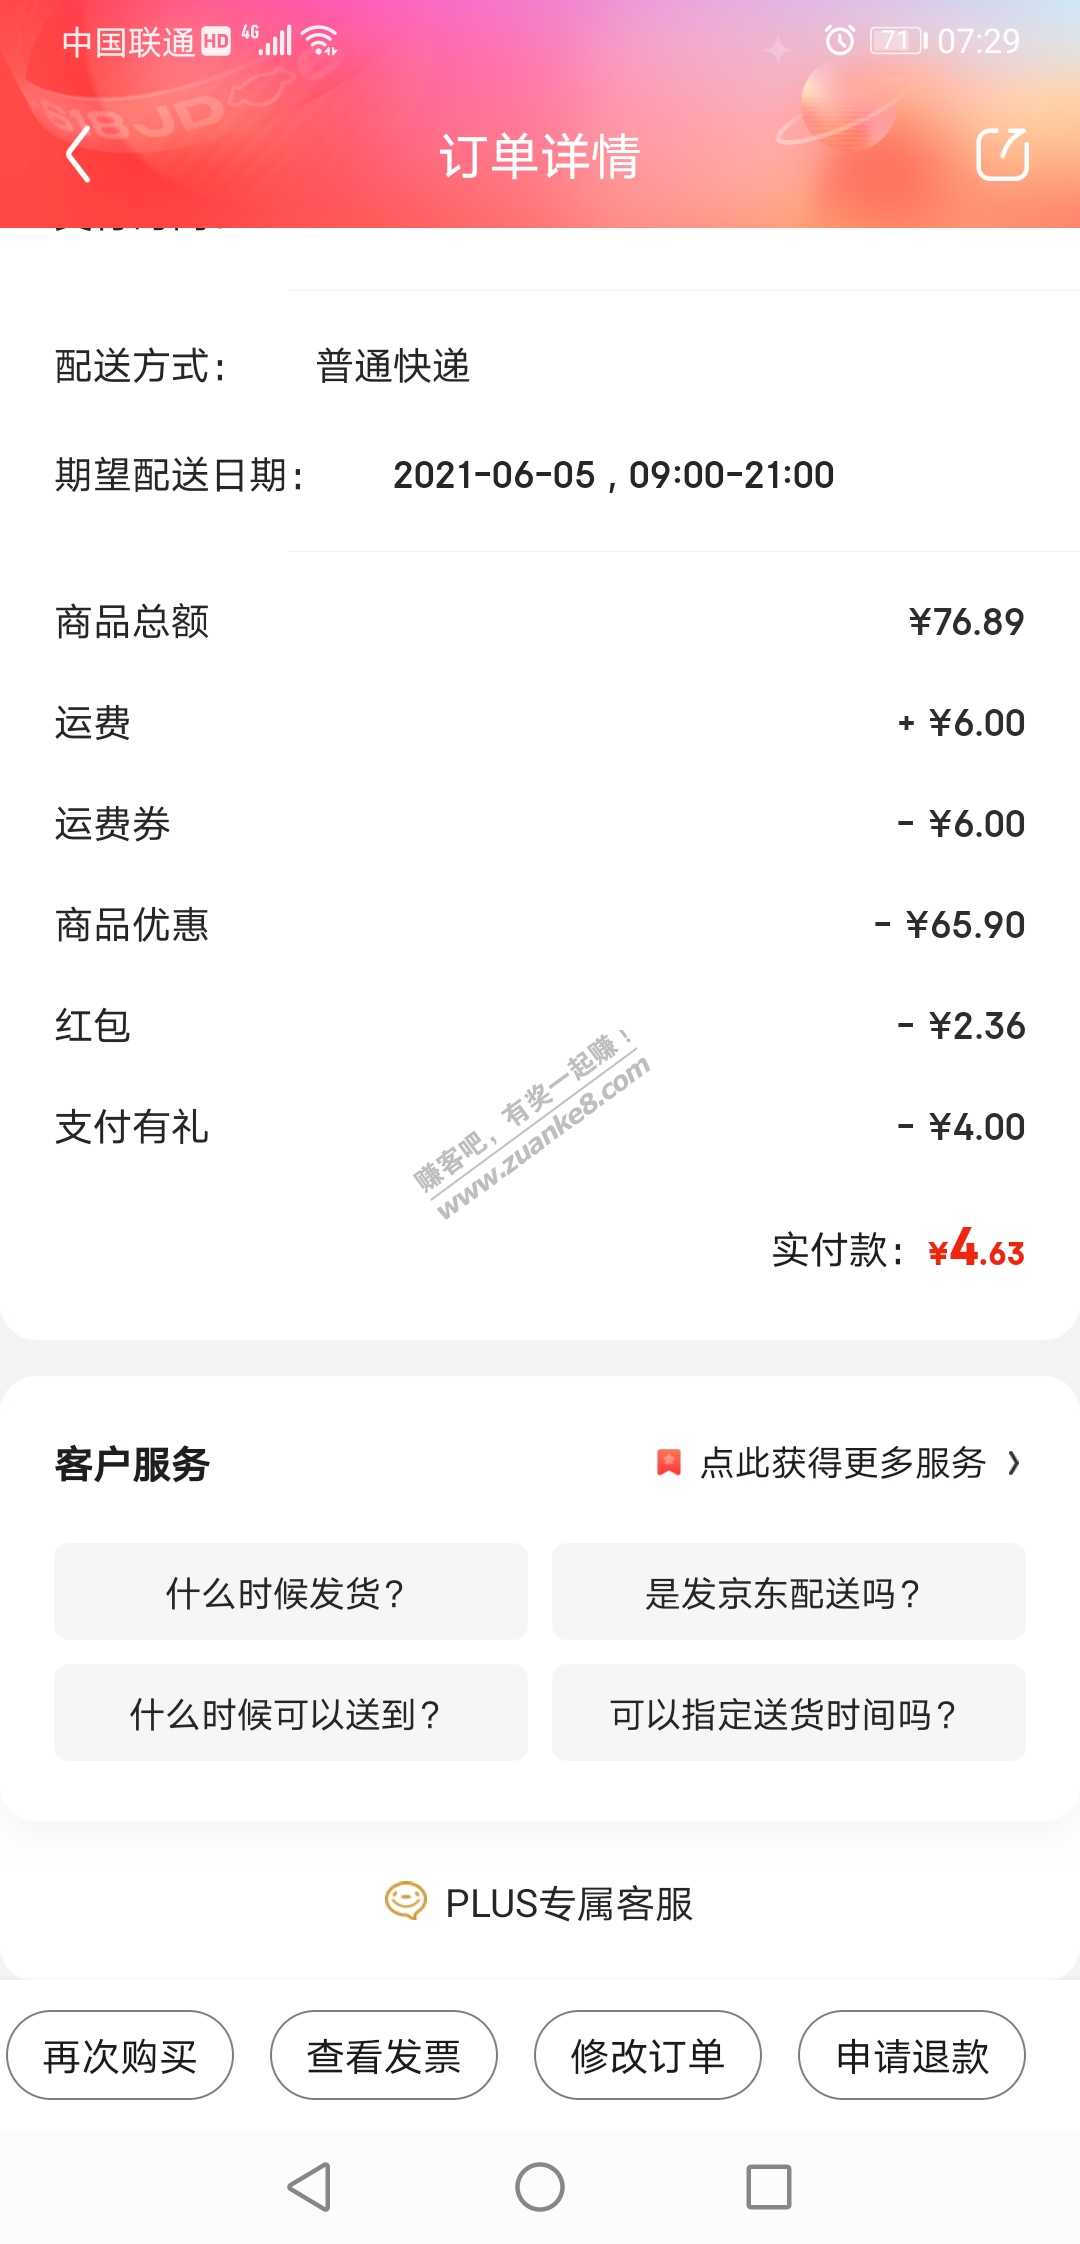 中国联通 HD 4G 71 07:29
618JD
订单详情
配送方式： 普通快递
期望配送日期： 2021-06-05 , 09:00-21:00
商品总额 ¥76.89
运费 + ¥6.00
运费券 - ¥6.00
商品优惠 - ¥65.90
红包 - ¥2.36
支付有礼 - ¥4.00
赚客吧，有奖一起赚！
www.zuanke8.com
实付款： ¥4.63
客户服务 点此获得更多服务
什么时候发货？ 是发京东配送吗？
什么时候可以送到？ 可以指定送货时间吗？
PLUS专属客服
再次购买 查看发票 修改订单 申请退款